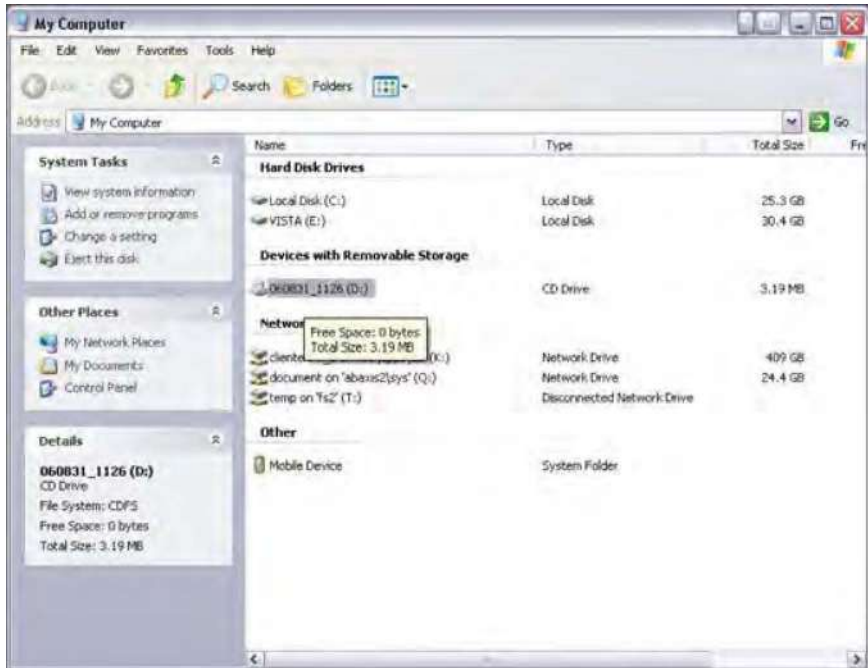 My Computer
File Edit View Favorites Tools Help
Back Search Folders
Address My Computer Go
System Tasks
View system information
Add or remove programs
Change a setting
Eject this disk
Other Places
My Network Places
My Documents
Control Panel
Details
060831_1126 (D:)
CD Drive
File System: CDFS
Free Space: 0 bytes
Total Size: 3.19 MB
Name Type Total Size Fre
Hard Disk Drives
Local Disk (C:) Local Disk 25.3 GB
VISTA (E:) Local Disk 30.4 GB
Devices with Removable Storage
060831_1126 (D:) CD Drive 3.19 MB
Networ
Free Space: 0 bytes
Total Size: 3.19 MB
(K:) Network Drive 409 GB
document on 'abaxis2\sys' (Q:) Network Drive 24.4 GB
temp on 'fs2' (T:) Disconnected Network Drive
Other
Mobile Device System Folder